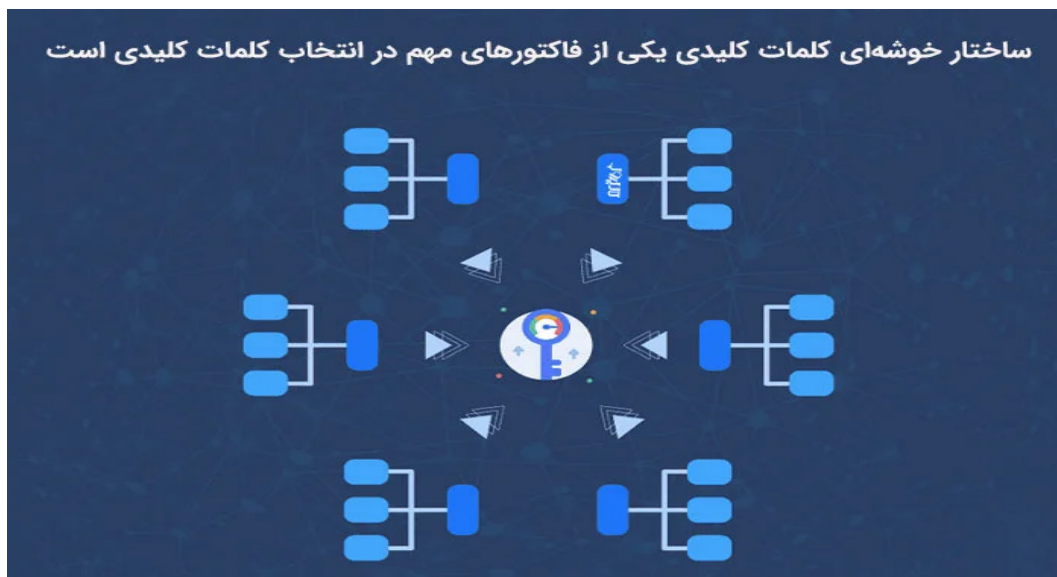 ساختار خوشه‌ای کلمات کلیدی یکی از فاکتورهای مهم در انتخاب کلمات کلیدی است